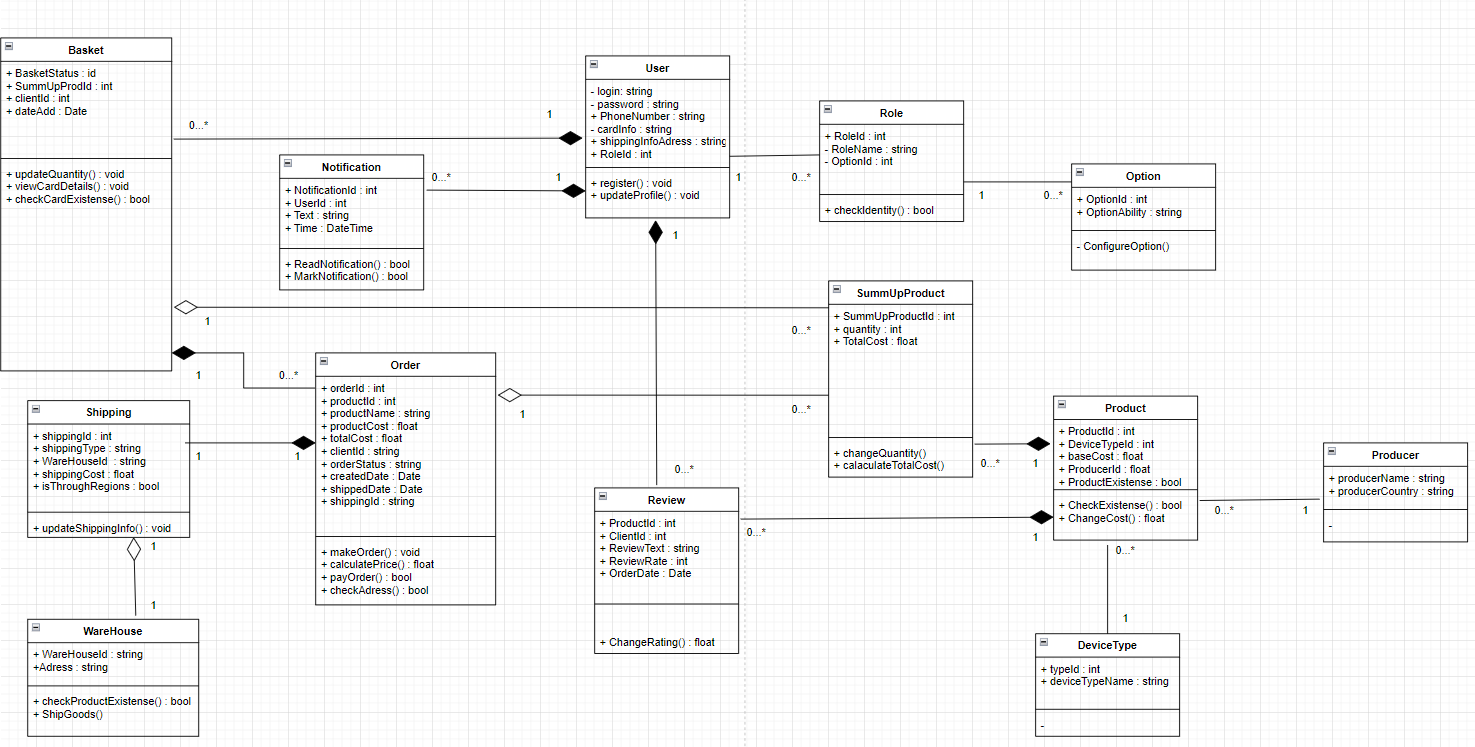 Basket
+ BasketStatus : id
+ SummUpProdId : int
+ clientId : int
+ dateAdd : Date
+ updateQuantity() : void
+ viewCardDetails() : void
+ checkCardExistense() : bool
0...*
1
User
- login: string
- password : string
+ PhoneNumber : string
- cardInfo : string
+ shippingInfoAdress : string
+ RoleId : int
+ register() : void
+ updateProfile() : void
Notification
+ NotificationId : int
+ UserId : int
+ Text : string
+ Time : DateTime
+ ReadNotification() : bool
+ MarkNotification() : bool
0...*
1
1
0...*
Role
+ RoleId : int
- RoleName : string
- OptionId : int
+ checkIdentity() : bool
1
0...*
Option
+ OptionId : int
+ OptionAbility : string
- ConfigureOption()
1
1
0...*
SummUpProduct
+ SummUpProductId : int
+ quantity : int
+ TotalCost : float
+ changeQuantity()
+ calaculateTotalCost()
1
0...*
Order
+ orderId : int
+ productId : int
+ productName : string
+ productCost : float
+ totalCost : float
+ clientId : string
+ orderStatus : string
+ createdDate : Date
+ shippedDate : Date
+ shippingId : string
+ makeOrder() : void
+ calculatePrice() : float
+ payOrder() : bool
+ checkAdress() : bool
1
0...*
Shipping
+ shippingId : int
+ shippingType : string
+ WareHouseId : string
+ shippingCost : float
+ isThroughRegions : bool
+ updateShippingInfo() : void
1
1
1
1
WareHouse
+ WareHouseId : string
+Adress : string
+ checkProductExistense() : bool
+ ShipGoods()
0...*
Review
+ ProductId : int
+ ClientId : int
+ ReviewText : string
+ ReviewRate : int
+ OrderDate : Date
+ ChangeRating() : float
0...*
1
0...*
1
Product
+ ProductId : int
+ DeviceTypeId : int
+ baseCost : float
+ ProducerId : float
+ ProductExistense : bool
+ CheckExistense() : bool
+ ChangeCost() : float
0...*
1
Producer
+ producerName : string
+ producerCountry : string
-
0...*
1
DeviceType
+ typeId : int
+ deviceTypeName : string
-